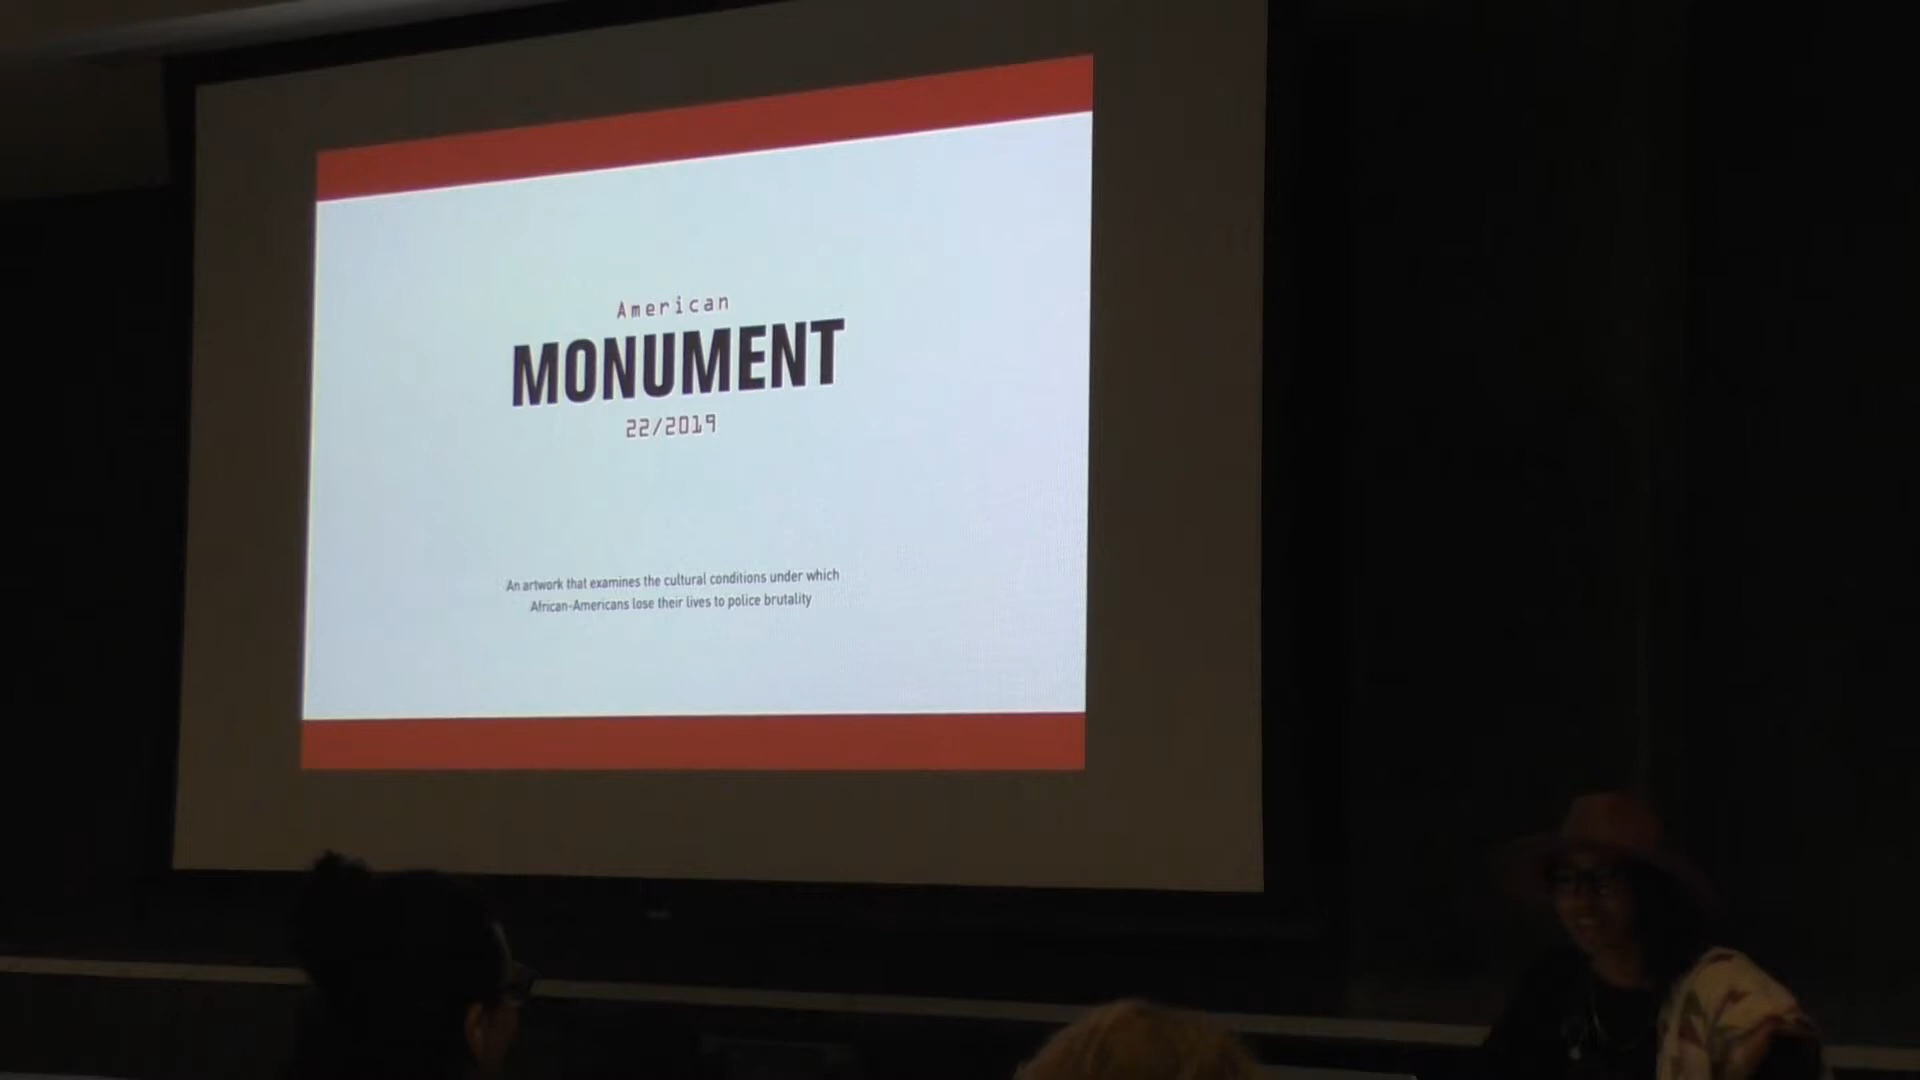 American
MONUMENT
22/2019
An artwork that examines the cultural conditions under which
African-Americans lose their lives to police brutality